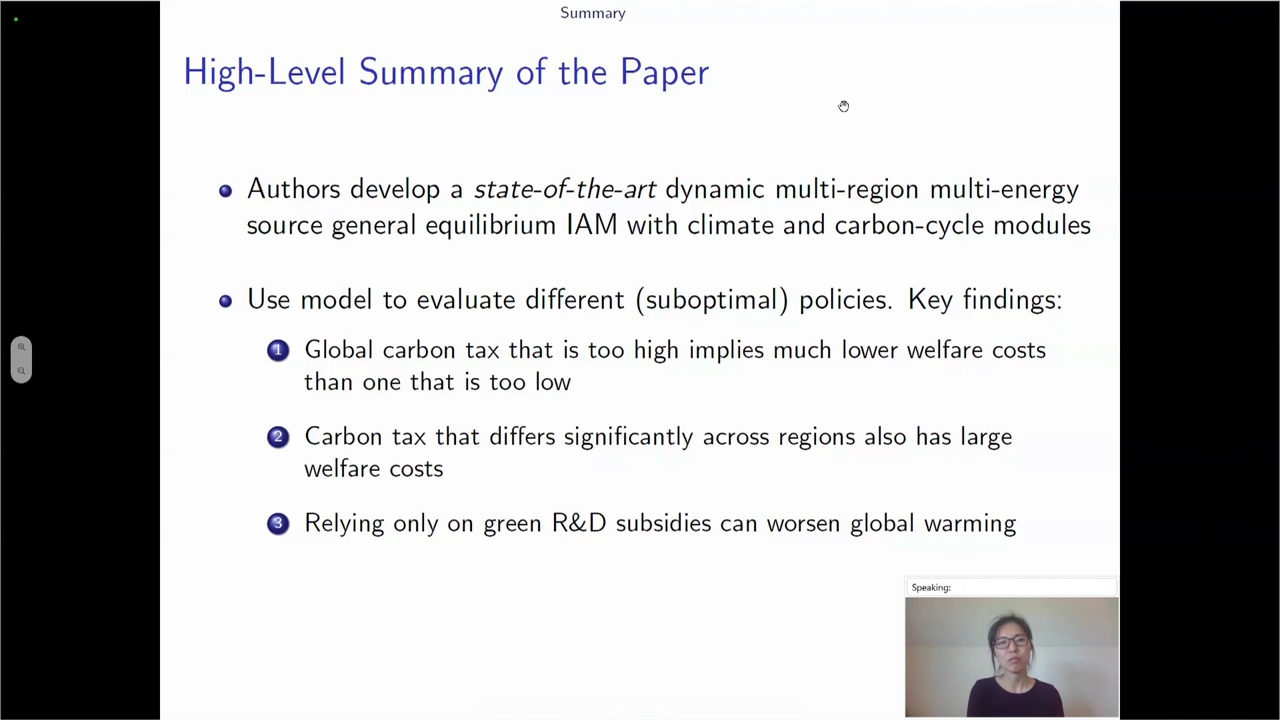 Summary
High-Level Summary of the Paper
Authors develop a state-of-the-art dynamic multi-region multi-energy
source general equilibrium IAM with climate and carbon-cycle modules
Use model to evaluate different (suboptimal) policies. Key findings:
1 Global carbon tax that is too high implies much lower welfare costs
than one that is too low
2 Carbon tax that differs significantly across regions also has large
welfare costs
3 Relying only on green R&D subsidies can worsen global warming
Speaking: